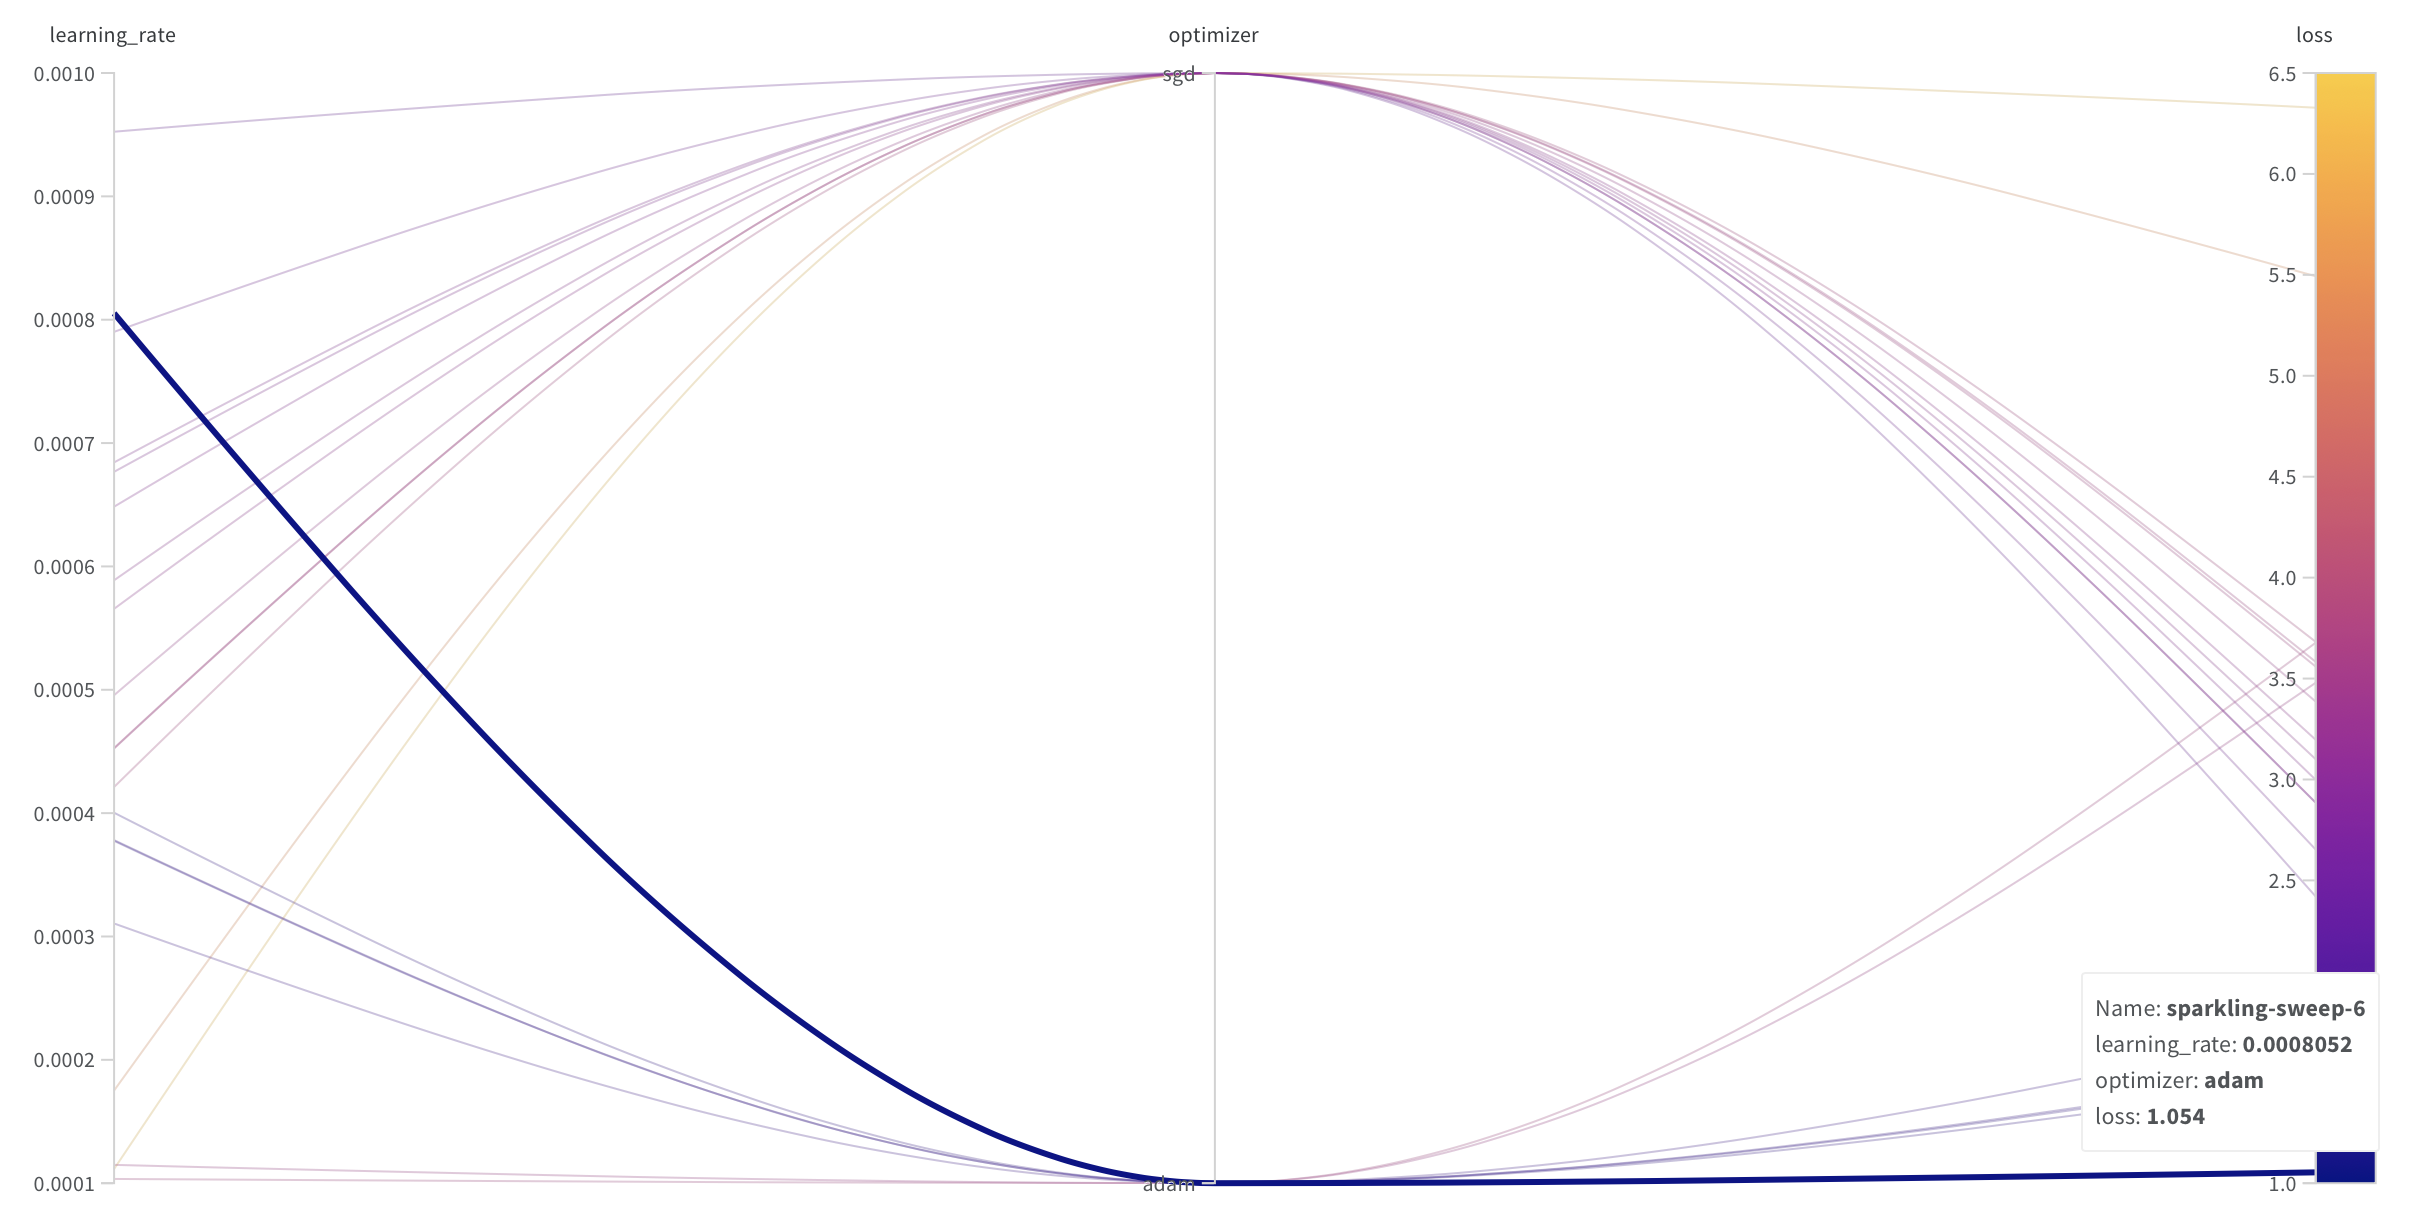 learning_rate
optimizer
loss
0.0010
0.0009
0.0008
0.0007
0.0006
0.0005
0.0004
0.0003
0.0002
0.0001
sgd
adam
6.5
6.0
5.5
5.0
4.5
4.0
3.5
3.0
2.5
1.0
Name: sparkling-sweep-6
learning_rate: 0.0008052
optimizer: adam
loss: 1.054